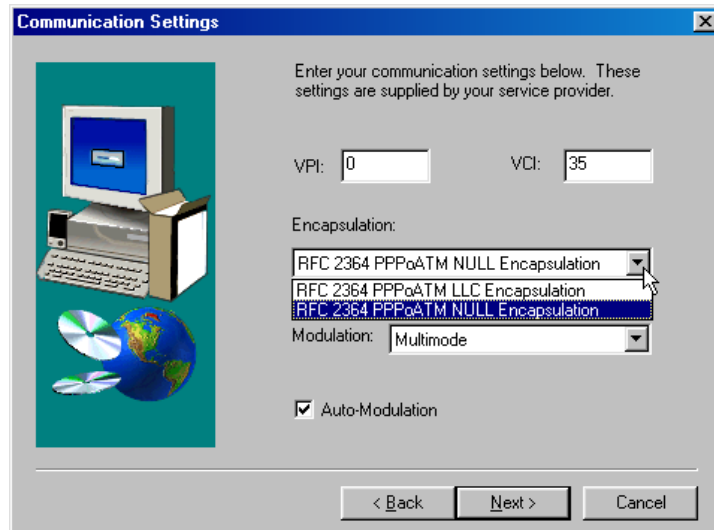 Communication Settings
Enter your communication settings below. These
settings are supplied by your service provider.
VPI: 0 VCI: 35
Encapsulation:
RFC 2364 PPPoATM NULL Encapsulation
RFC 2364 PPPoATM LLC Encapsulation
RFC 2364 PPPoATM NULL Encapsulation
Modulation: Multimode
Auto-Modulation
< Back Next > Cancel